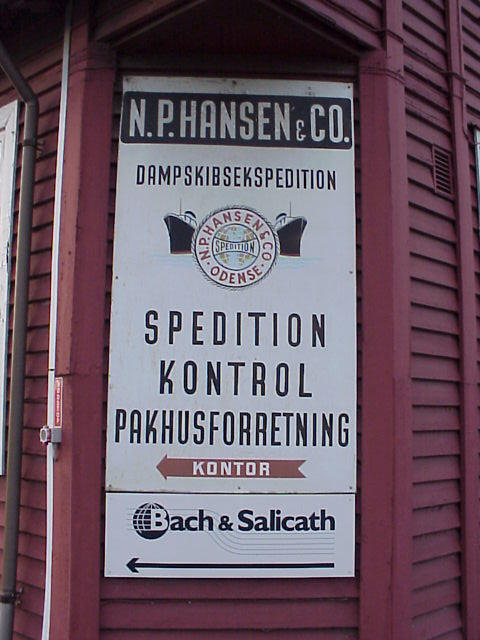 N.P. HANSEN & CO.
DAMPSKIBSEKSPEDITION
N.P. HANSEN & CO
SPEDITION
ODENSE
SPEDITION
KONTROL
PAKHUSFORRETNING
KONTOR
Bach & Salicath